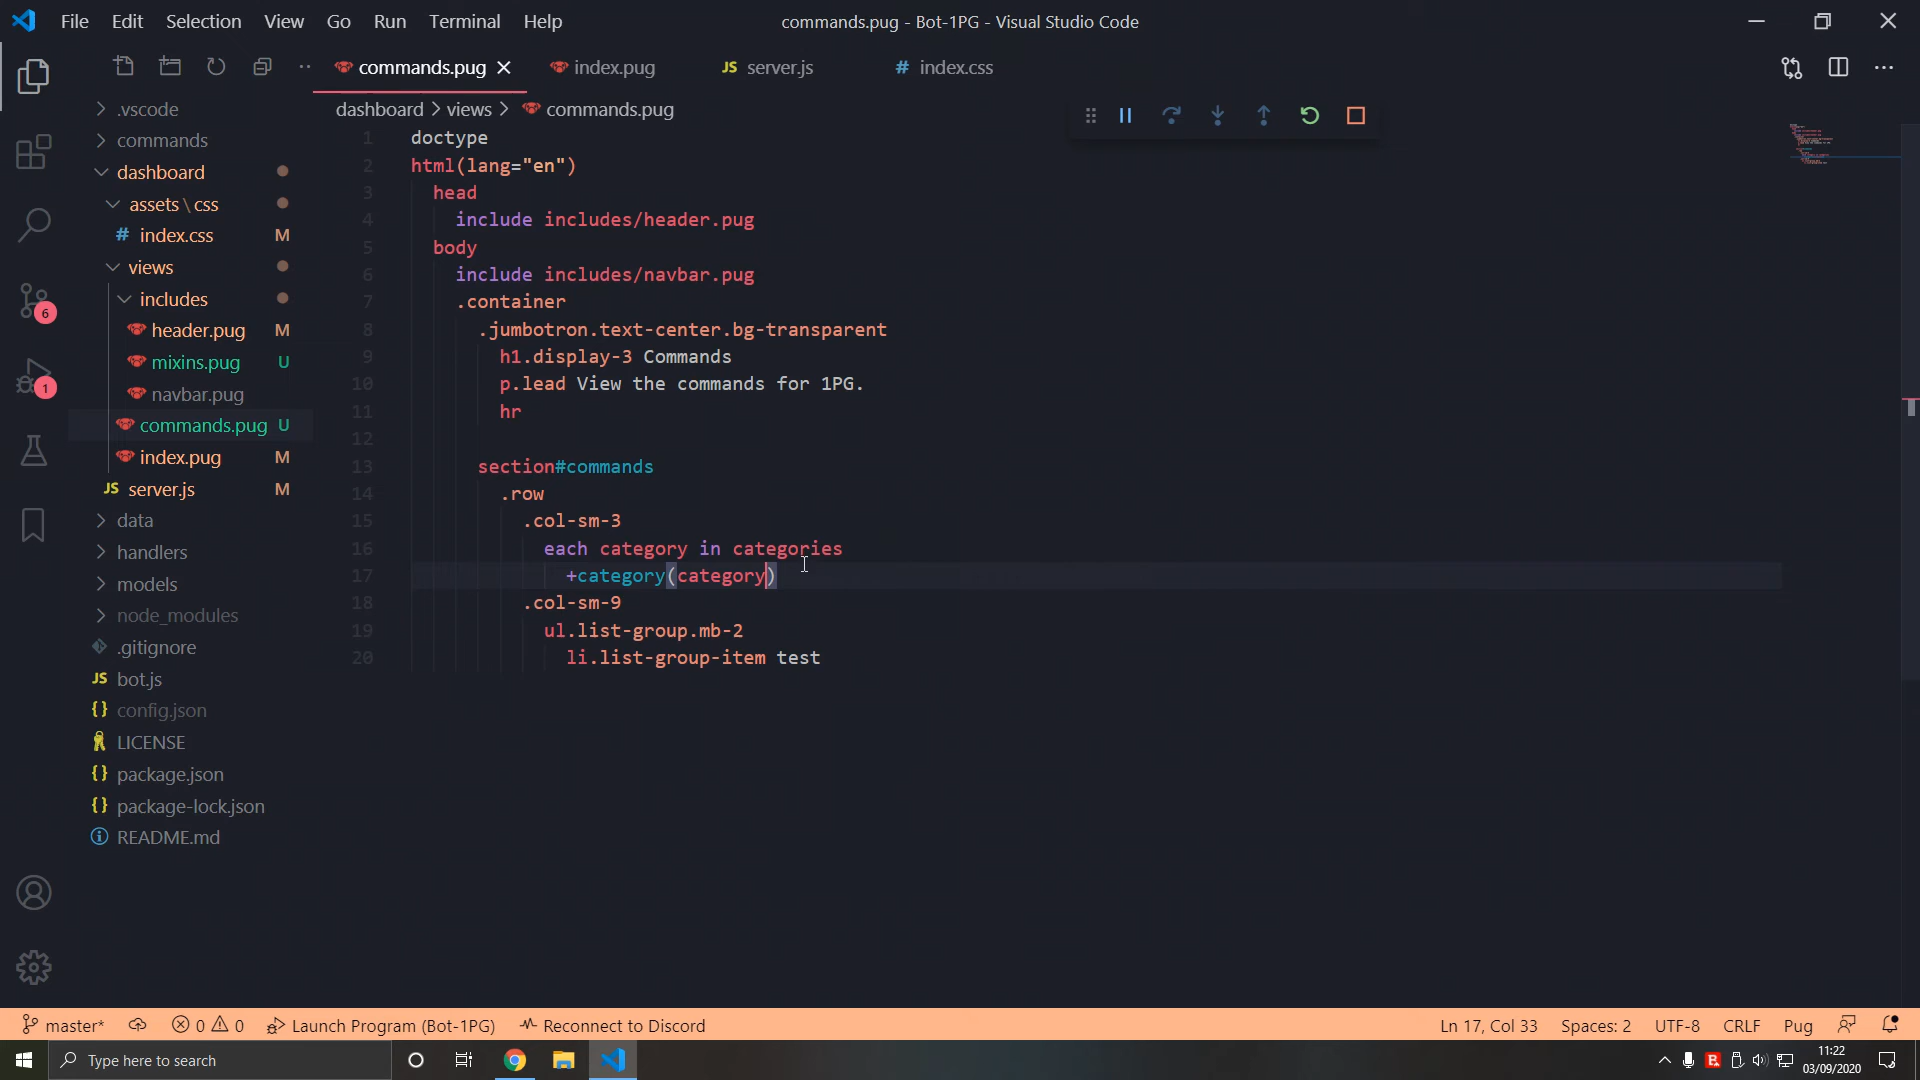 File Edit Selection View Go Run Terminal Help
commands.pug - Bot-1PG - Visual Studio Code
commands.pug
index.pug
JS server.js
# index.css
dashboard > views > commands.pug
.vscode
commands
dashboard
assets \ css
# index.css M
views
includes
header.pug M
mixins.pug U
navbar.pug
commands.pug U
index.pug M
JS server.js M
data
handlers
models
node_modules
.gitignore
JS bot.js
{} config.json
LICENSE
{} package.json
{} package-lock.json
README.md
6
1
1 doctype
2 html(lang="en")
3 head
4 include includes/header.pug
5 body
6 include includes/navbar.pug
7 .container
8 .jumbotron.text-center.bg-transparent
9 h1.display-3 Commands
10 p.lead View the commands for 1PG.
11 hr
12
13 section#commands
14 .row
15 .col-sm-3
16 each category in categories
17 +category(category)
18 .col-sm-9
19 ul.list-group.mb-2
20 li.list-group-item test
master* 0 0 Launch Program (Bot-1PG) Reconnect to Discord
Ln 17, Col 33 Spaces: 2 UTF-8 CRLF Pug
Type here to search
11:22
03/09/2020